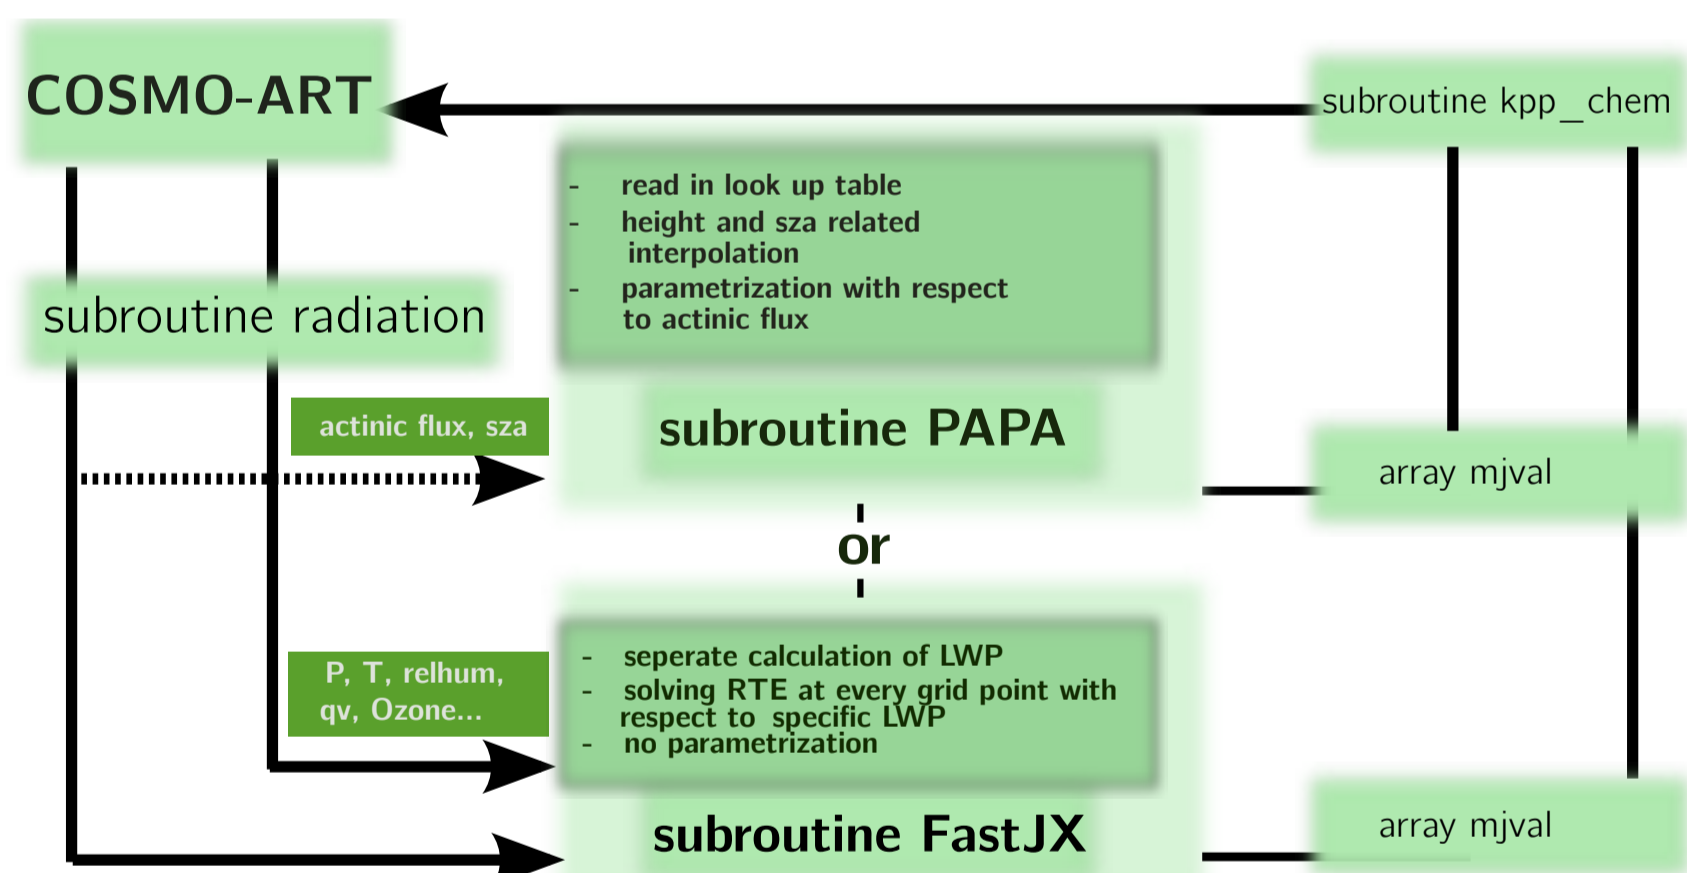 COSMO-ART
subroutine kpp_chem
- read in look up table
- height and sza related
interpolation
- parametrization with respect
to actinic flux
subroutine radiation
actinic flux, sza
subroutine PAPA
array mjval
or
P, T, relhum,
qv, Ozone...
- seperate calculation of LWP
- solving RTE at every grid point with
respect to specific LWP
- no parametrization
subroutine FastJX
array mjval